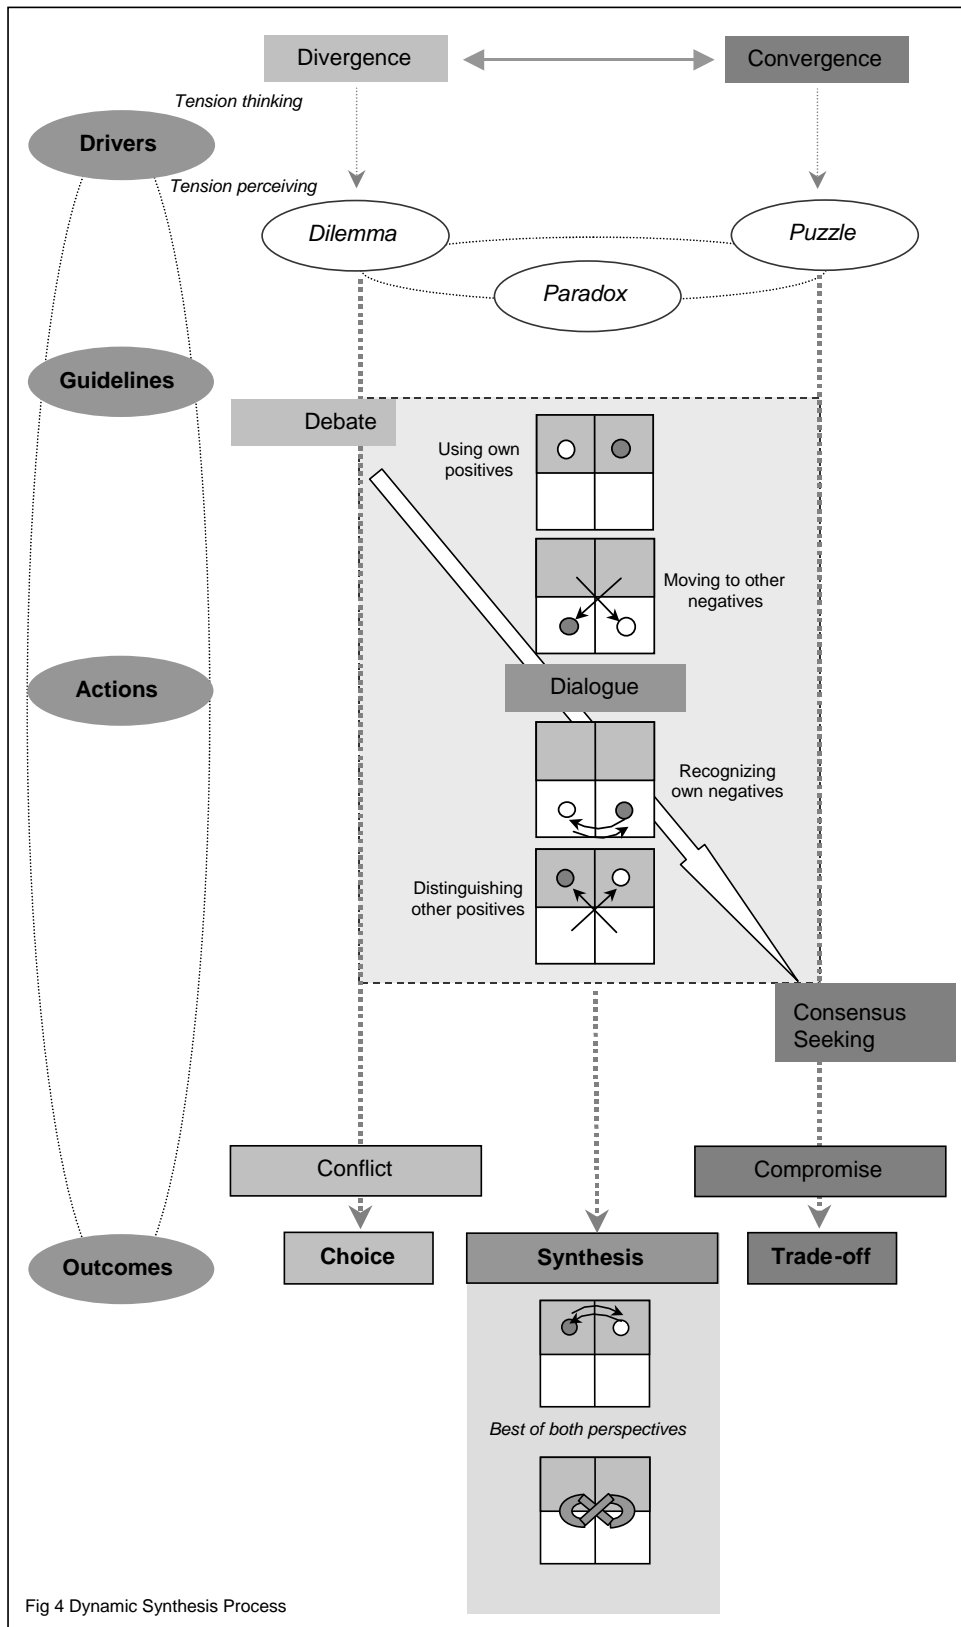 Divergence
Convergence
Tension thinking
Drivers
Tension perceiving
Dilemma
Puzzle
Paradox
Guidelines
Debate
Using own
positives
Moving to other
negatives
Actions
Dialogue
Recognizing
own negatives
Distinguishing
other positives
Consensus
Seeking
Conflict
Compromise
Outcomes
Choice
Synthesis
Trade-off
Best of both perspectives
Fig 4 Dynamic Synthesis Process